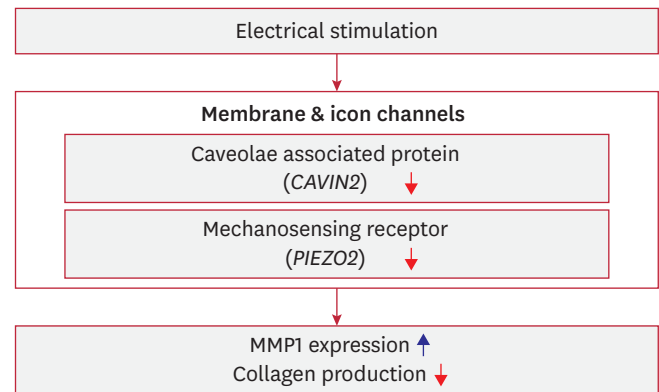 Electrical stimulation
Membrane & icon channels
Caveolae associated protein
(CAVIN2)
Mechanosensing receptor
(PIEZO2)
MMP1 expression
Collagen production